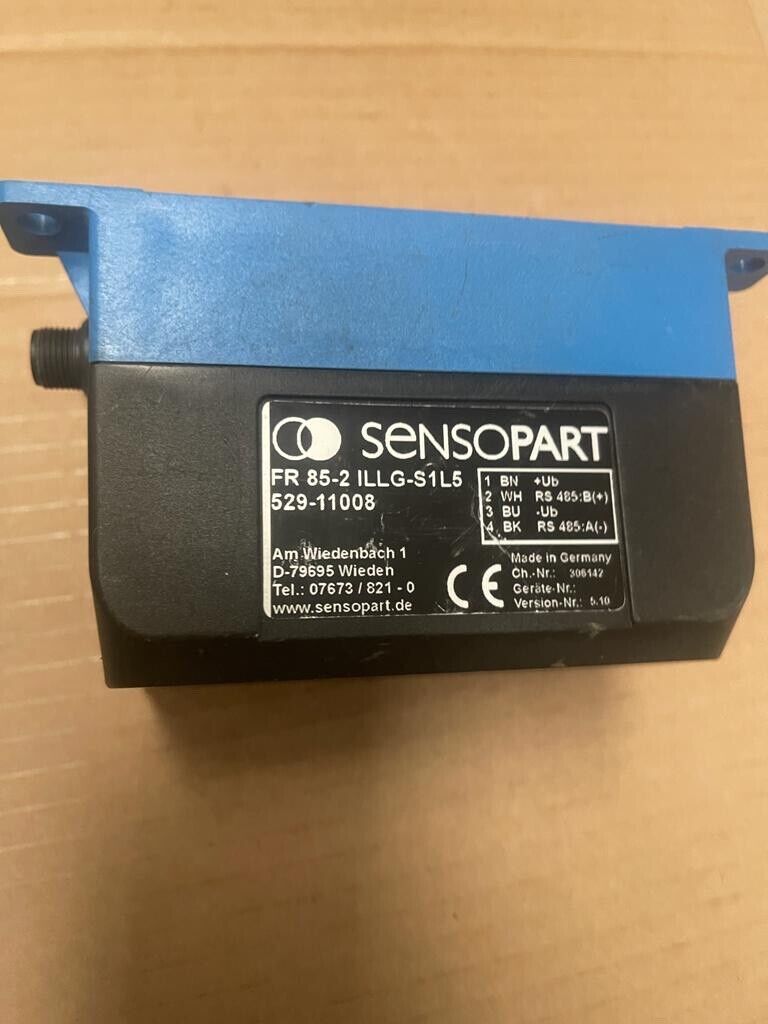 SENSOPART
FR 85-2 ILLG-S1L5
529-11008
1 BN +Ub
2 WH RS 485:B(+)
3 BU -Ub
4 BK RS 485:A(-)
Am Wiedenbach 1
D-79695 Wieden
Tel.: 07673 / 821 - 0
www.sensopart.de
CE
Made in Germany
Ch.-Nr.: 306142
Geräte-Nr.:
Version-Nr.: 5.10